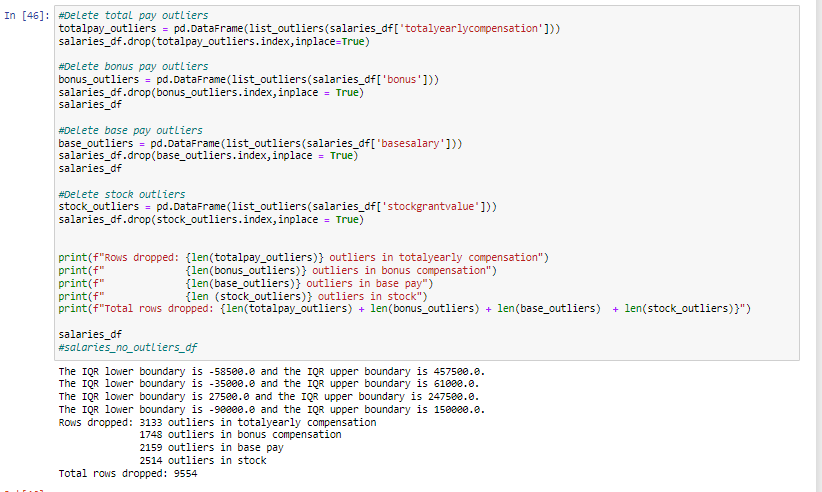 In [46]: #Delete total pay outliers
totalpay_outliers = pd.DataFrame(list_outliers(salaries_df['totalyearlycompensation']))
salaries_df.drop(totalpay_outliers.index,inplace=True)
#Delete bonus pay outliers
bonus_outliers = pd.DataFrame(list_outliers(salaries_df['bonus']))
salaries_df.drop(bonus_outliers.index,inplace = True)
salaries_df
#Delete base pay outliers
base_outliers = pd.DataFrame(list_outliers(salaries_df['basesalary']))
salaries_df.drop(base_outliers.index,inplace = True)
salaries_df
#Delete stock outliers
stock_outliers = pd.DataFrame(list_outliers(salaries_df['stockgrantvalue']))
salaries_df.drop(stock_outliers.index,inplace = True)
print(f"Rows dropped: {len(totalpay_outliers)} outliers in totalyearly compensation")
print(f"             {len(bonus_outliers)} outliers in bonus compensation")
print(f"             {len(base_outliers)} outliers in base pay")
print(f"             {len (stock_outliers)} outliers in stock")
print(f"Total rows dropped: {len(totalpay_outliers) + len(bonus_outliers) + len(base_outliers)  + len(stock_outliers)}")
salaries_df
#salaries_no_outliers_df
The IQR lower boundary is -58500.0 and the IQR upper boundary is 457500.0.
The IQR lower boundary is -35000.0 and the IQR upper boundary is 61000.0.
The IQR lower boundary is 27500.0 and the IQR upper boundary is 247500.0.
The IQR lower boundary is -90000.0 and the IQR upper boundary is 150000.0.
Rows dropped: 3133 outliers in totalyearly compensation
1748 outliers in bonus compensation
2159 outliers in base pay
2514 outliers in stock
Total rows dropped: 9554